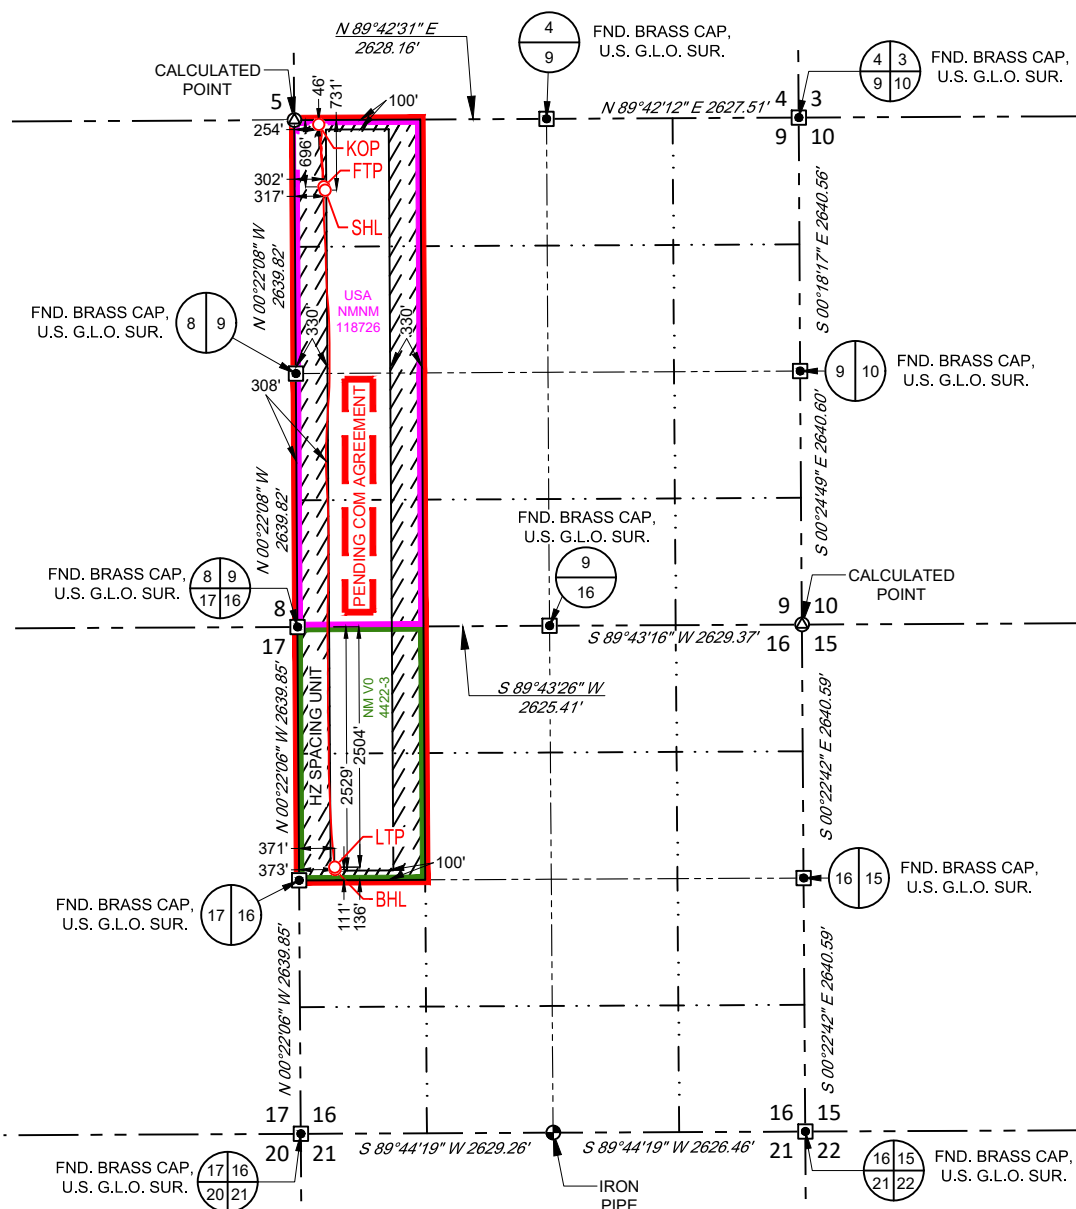 N 89°42'31" E
2628.16'
4
9
FND. BRASS CAP,
U.S. G.L.O. SUR.
4 3
9 10
FND. BRASS CAP,
U.S. G.L.O. SUR.
CALCULATED
POINT
5
46'
731'
100'
N 89°42'12" E 2627.51'
4 3
9 10
254'
696'
KOP
FTP
302'
317'
SHL
N 00°22'08" W
2639.82'
S 00°18'17" E 2640.56'
USA
NMNM
118726
FND. BRASS CAP,
U.S. G.L.O. SUR.
8 9
330'
330'
9 10
FND. BRASS CAP,
U.S. G.L.O. SUR.
308'
PENDING COM AGREEMENT
N 00°22'08" W
2639.82'
S 00°24'49" E 2640.60'
FND. BRASS CAP,
U.S. G.L.O. SUR.
9
16
FND. BRASS CAP,
U.S. G.L.O. SUR.
8 9
17 16
8
17
CALCULATED
POINT
9 10
16 15
S 89°43'16" W 2629.37'
S 89°43'26" W
2625.41'
N 00°22'06" W 2639.85'
HZ SPACING UNIT
NM V0
4422-3
2529'
2504'
S 00°22'42" E 2640.59'
371'
373'
LTP
100'
BHL
111'
136'
17 16
FND. BRASS CAP,
U.S. G.L.O. SUR.
16 15
FND. BRASS CAP,
U.S. G.L.O. SUR.
N 00°22'06" W 2639.85'
S 00°22'42" E 2640.59'
17 16
20 21
S 89°44'19" W 2629.26'
S 89°44'19" W 2626.46'
16 15
21 22
FND. BRASS CAP,
U.S. G.L.O. SUR.
17 16
20 21
IRON
PIPE
16 15
21 22
FND. BRASS CAP,
U.S. G.L.O. SUR.